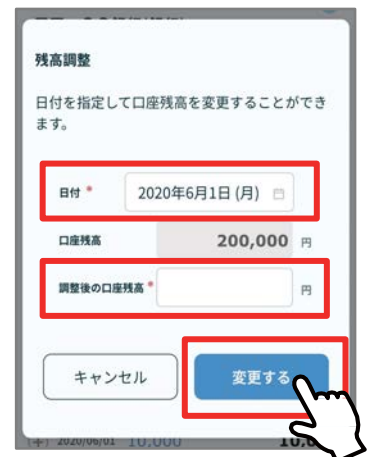 残高調整
日付を指定して口座残高を変更することができ
ます。
日付 * 2020年6月1日 (月)
口座残高 200,000 円
調整後の口座残高 * 円
キャンセル 変更する
(+) 2020/06/01 10,000